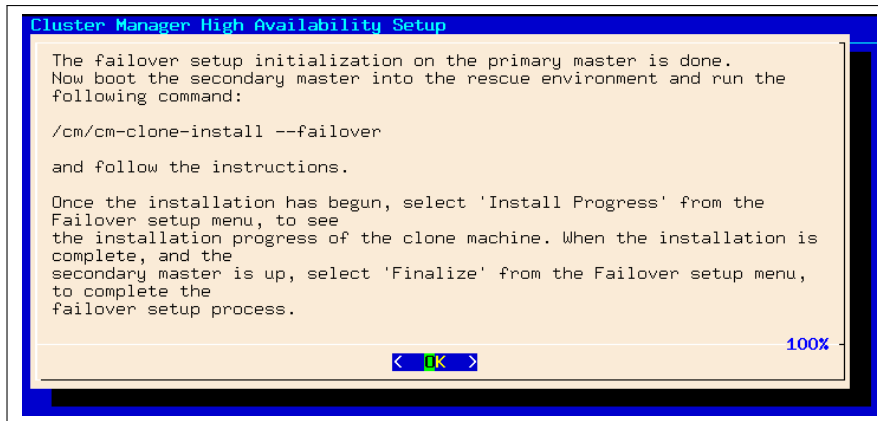 Cluster Manager High Availability Setup
The failover setup initialization on the primary master is done.
Now boot the secondary master into the rescue environment and run the
following command:
/cm/cm-clone-install --failover
and follow the instructions.
Once the installation has begun, select 'Install Progress' from the
Failover setup menu, to see
the installation progress of the clone machine. When the installation is
complete, and the
secondary master is up, select 'Finalize' from the Failover setup menu,
to complete the
failover setup process.
100%
< OK >